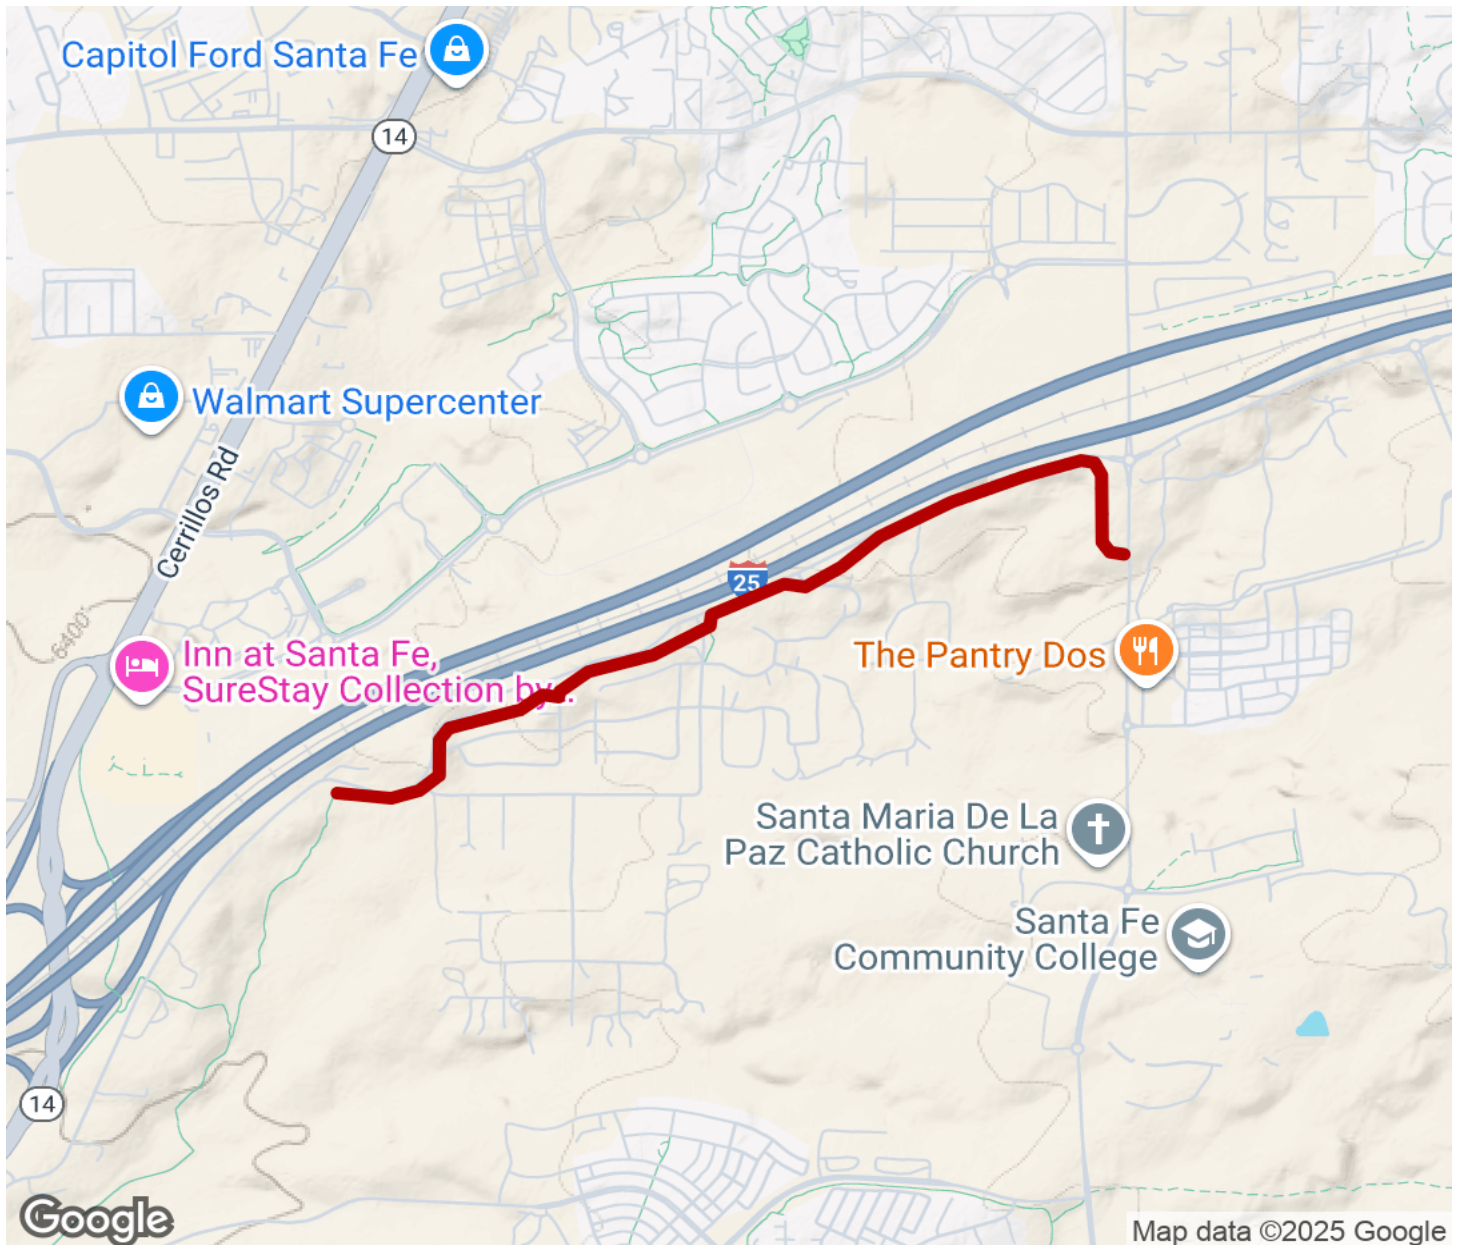 Capitol Ford Santa Fe
14
Walmart Supercenter
Cerrillos Rd
25
6400'
Inn at Santa Fe,
SureStay Collection by...
The Pantry Dos
Santa Maria De La
Paz Catholic Church
Santa Fe
Community College
14
Google
Map data ©2025 Google